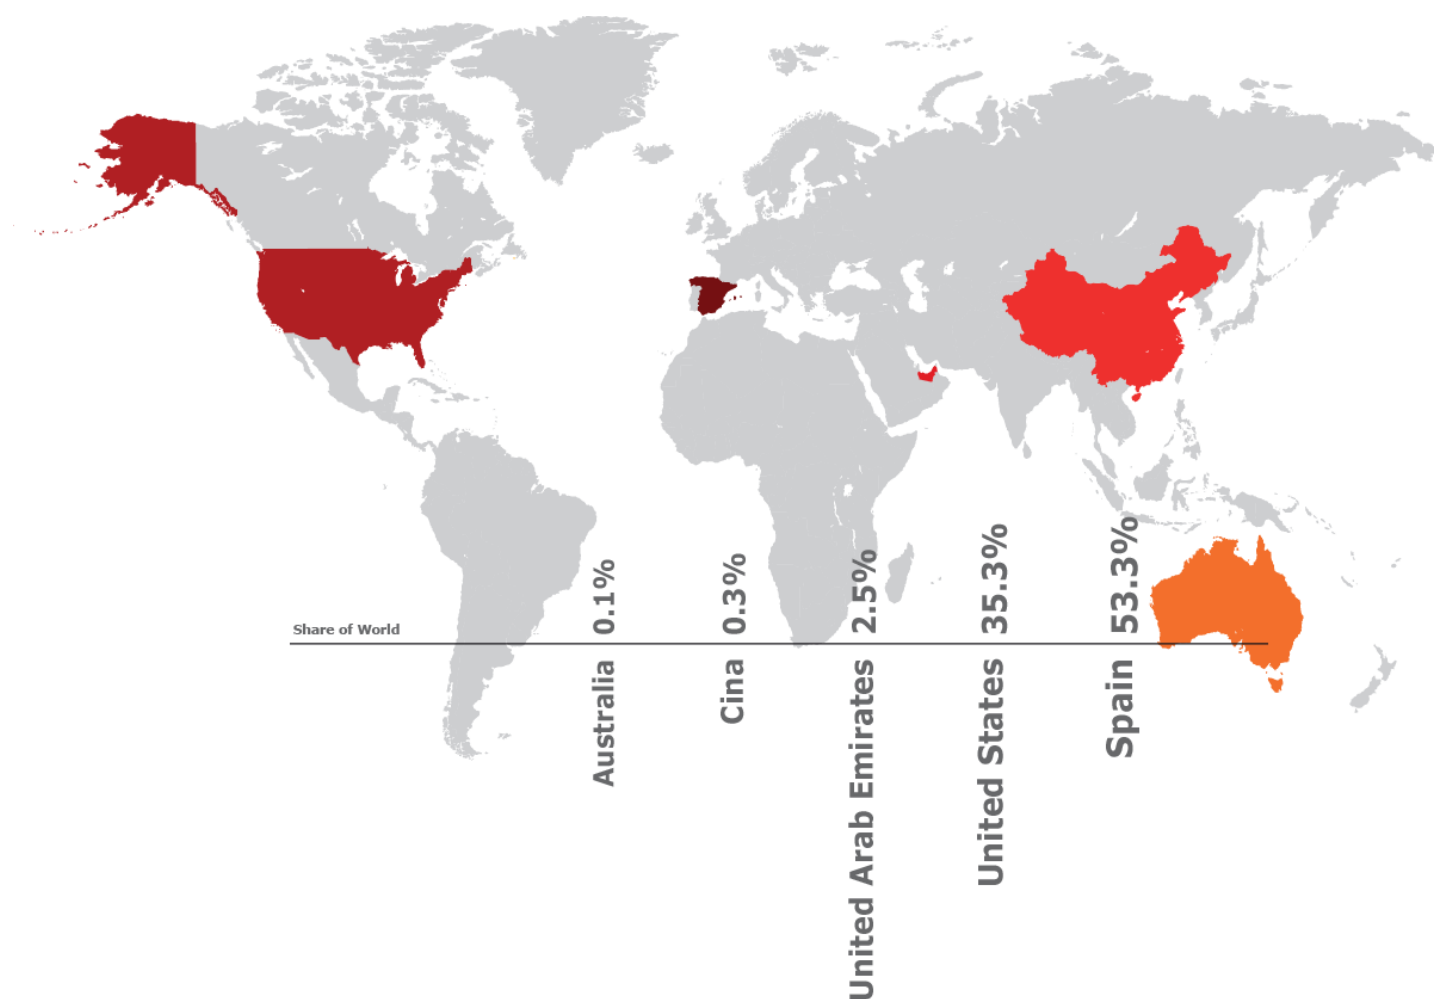 Share of World
0.1%
0.3%
2.5%
35.3%
53.3%
Australia
Cina
United Arab Emirates
United States
Spain